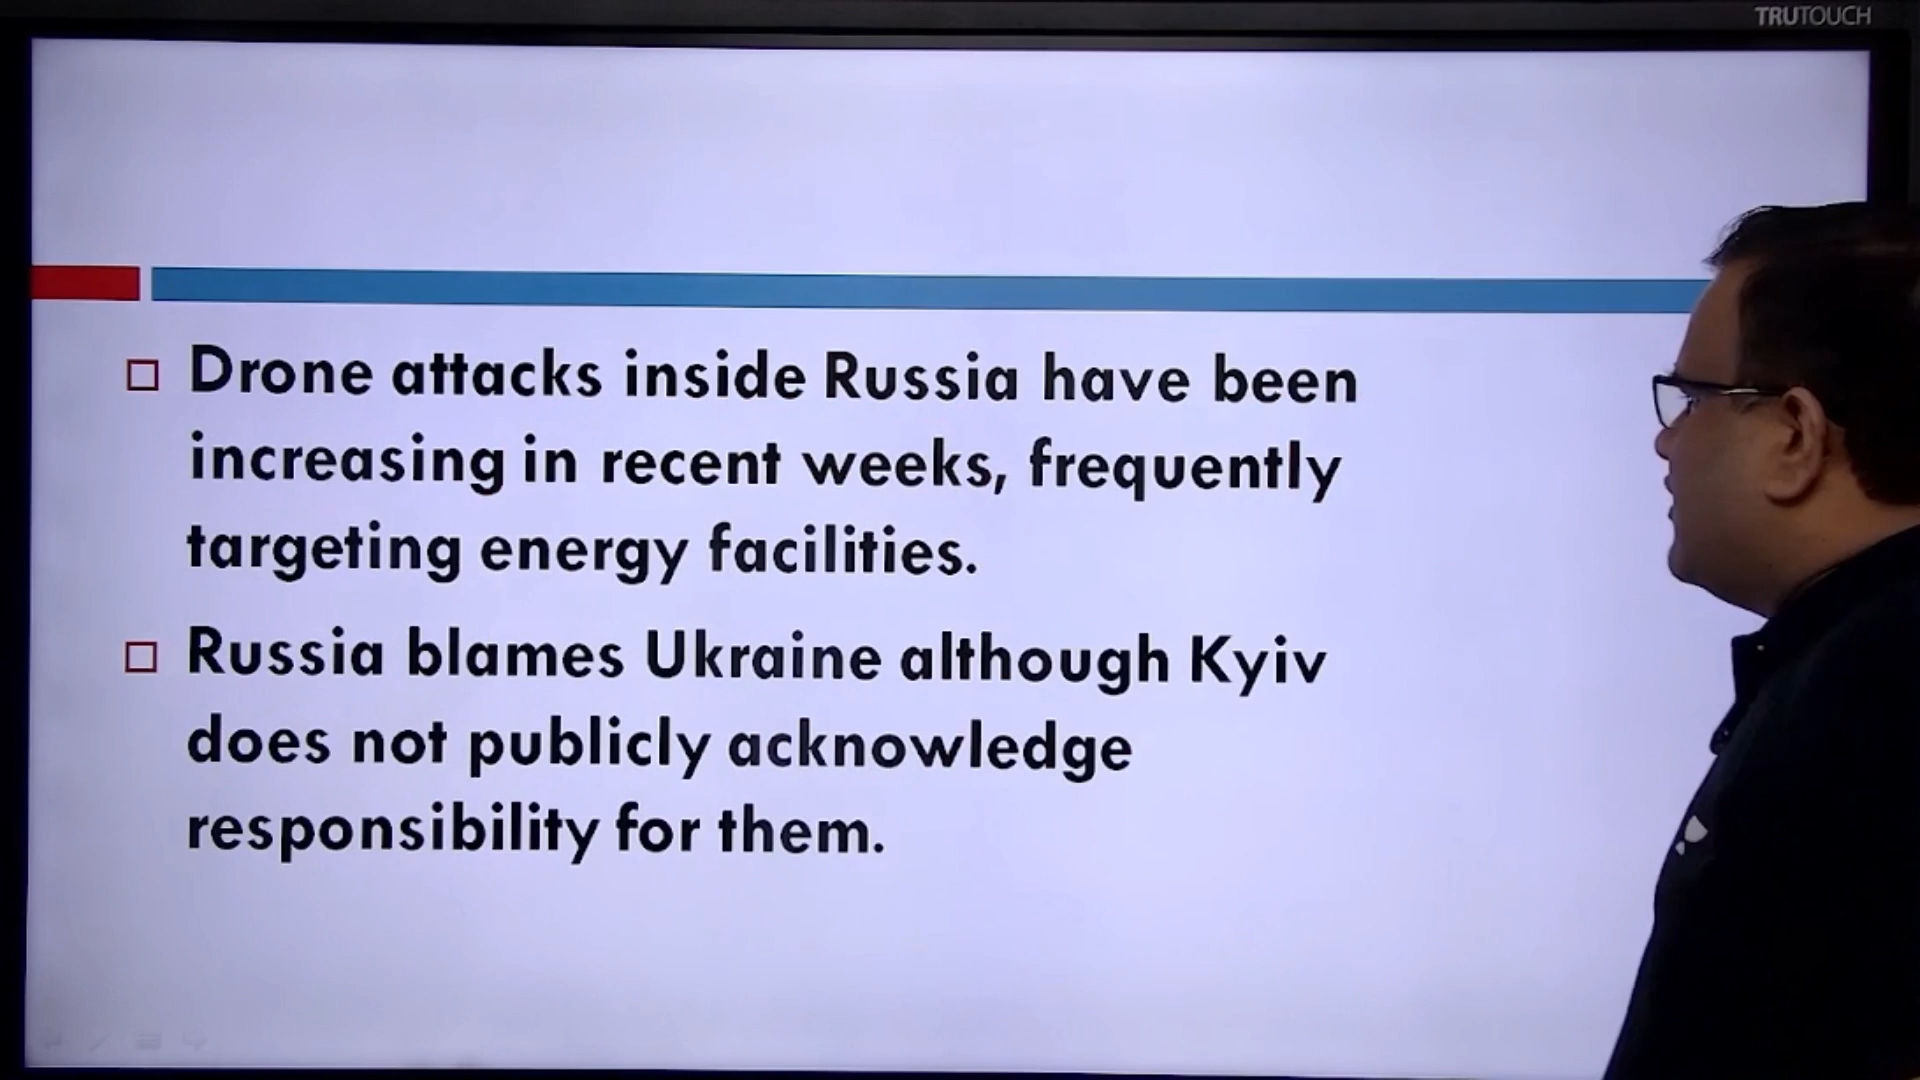 TRUTOUCH
Drone attacks inside Russia have been
increasing in recent weeks, frequently
targeting energy facilities.
Russia blames Ukraine although Kyiv
does not publicly acknowledge
responsibility for them.